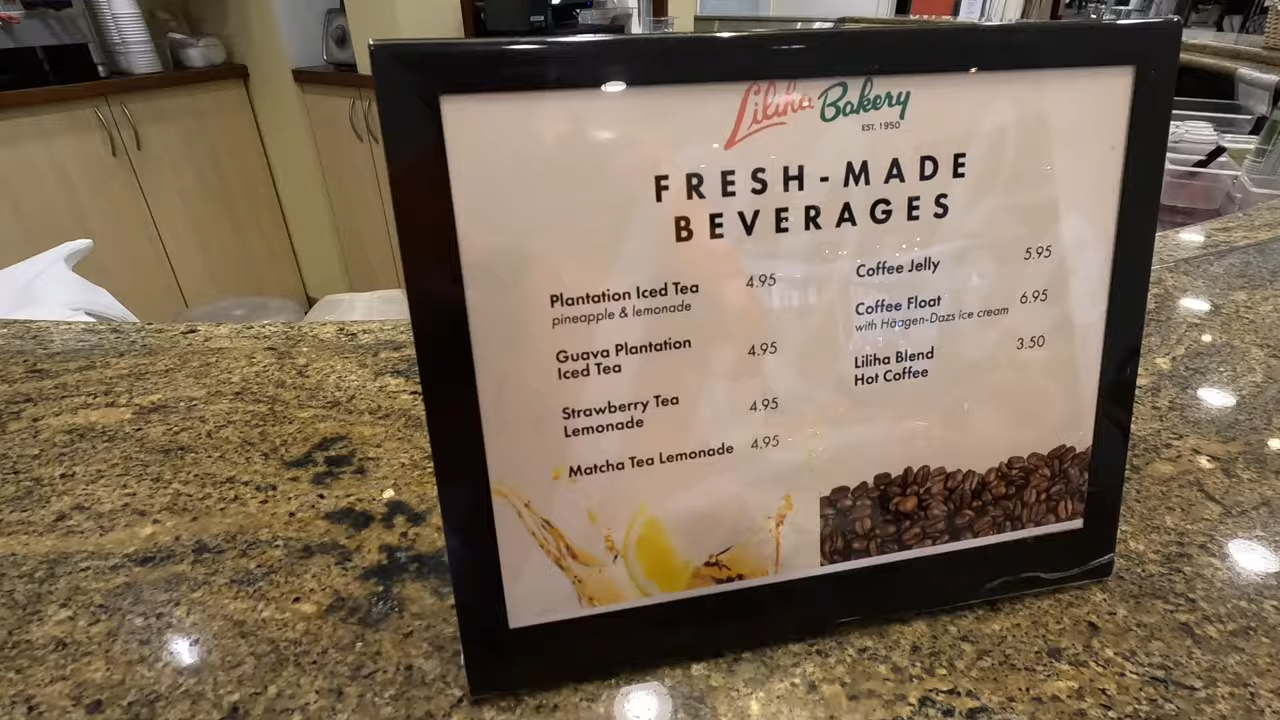 Liliha Bakery
EST. 1950
FRESH-MADE
BEVERAGES
Plantation Iced Tea 4.95
pineapple & lemonade
Guava Plantation 4.95
Iced Tea
Strawberry Tea 4.95
Lemonade
Matcha Tea Lemonade 4.95
Coffee Jelly 5.95
Coffee Float 6.95
with Häagen-Dazs ice cream
Liliha Blend 3.50
Hot Coffee